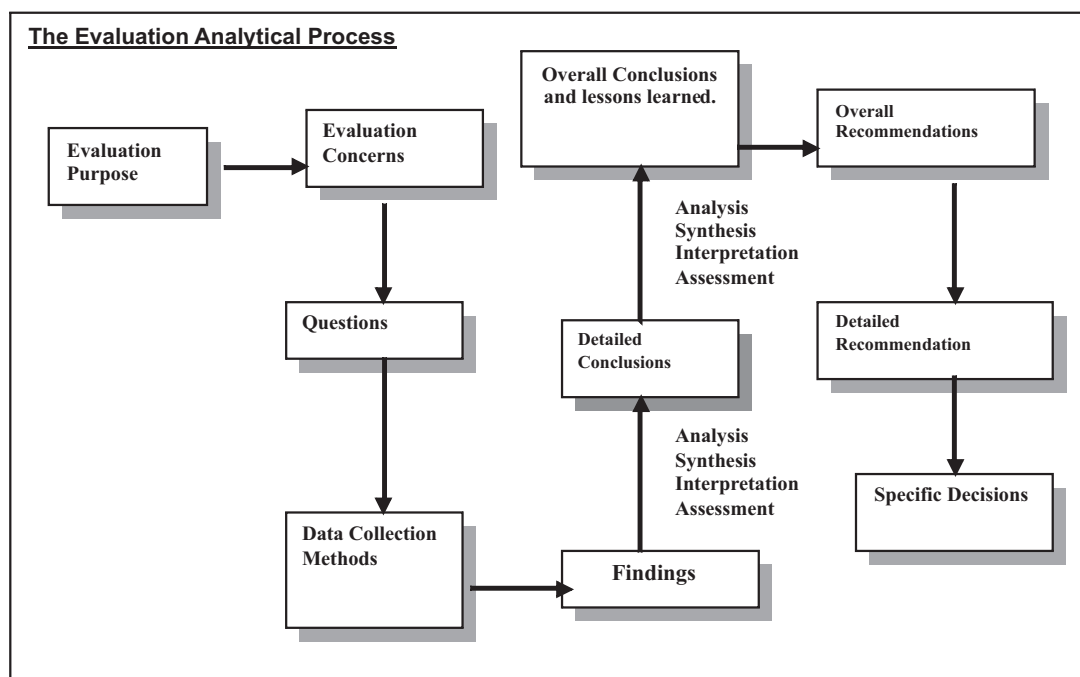 The Evaluation Analytical Process
Evaluation
Purpose
Evaluation
Concerns
Questions
Data Collection
Methods
Findings
Analysis
Synthesis
Interpretation
Assessment
Detailed
Conclusions
Analysis
Synthesis
Interpretation
Assessment
Overall Conclusions
and lessons learned.
Overall
Recommendations
Detailed
Recommendation
Specific Decisions